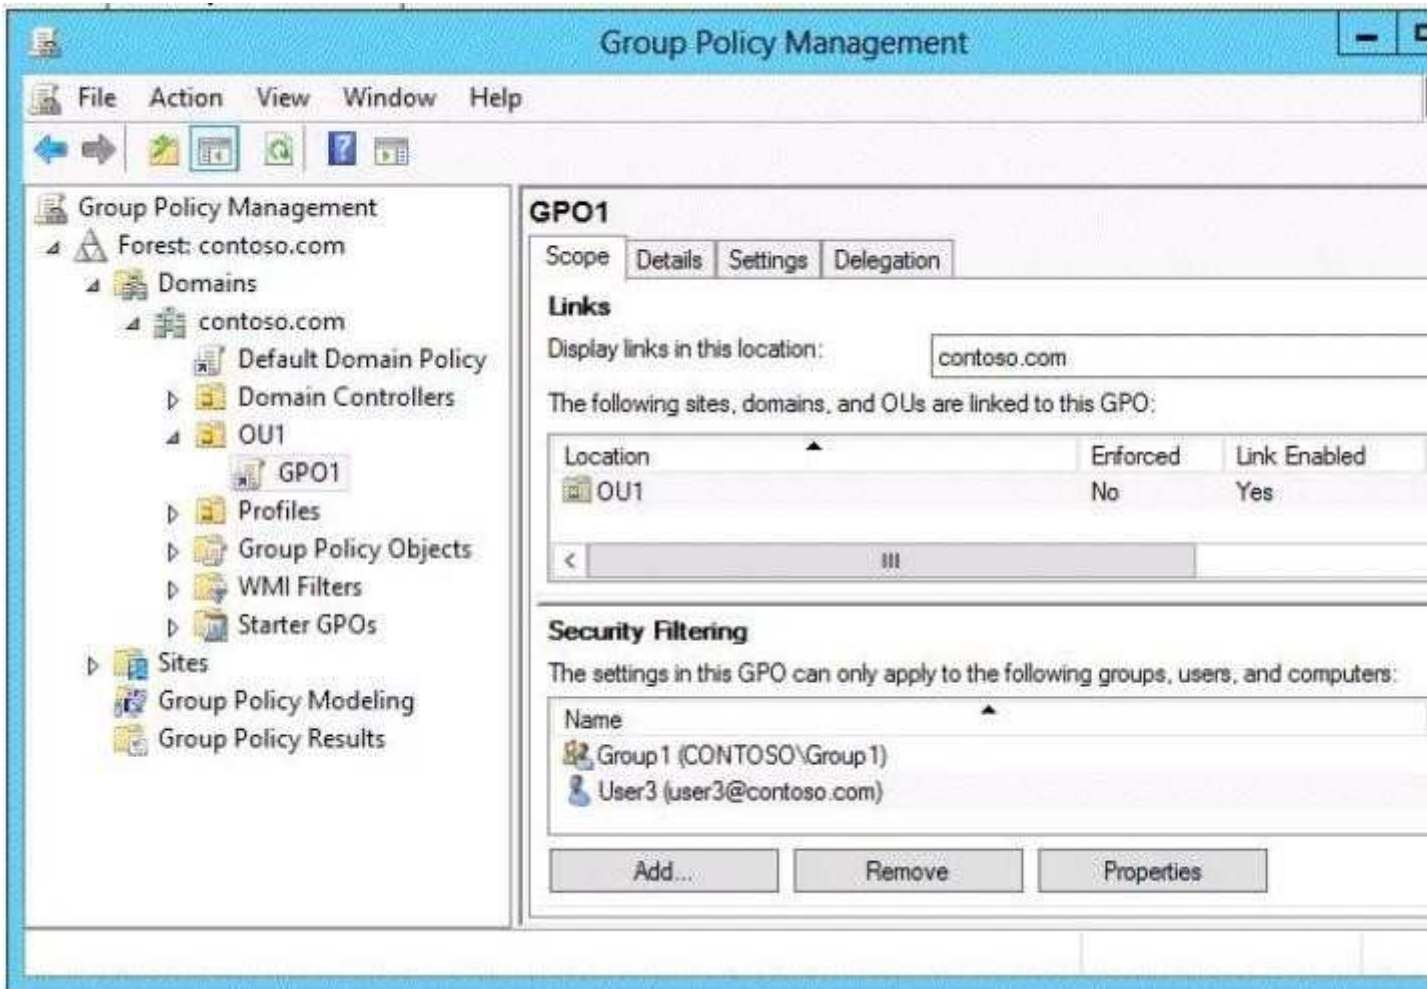 Group Policy Management
File Action View Window Help
Group Policy Management
Forest: contoso.com
Domains
contoso.com
Default Domain Policy
Domain Controllers
OU1
GPO1
Profiles
Group Policy Objects
WMI Filters
Starter GPOs
Sites
Group Policy Modeling
Group Policy Results
GPO1
Scope Details Settings Delegation
Links
Display links in this location: contoso.com
The following sites, domains, and OUs are linked to this GPO:
Location Enforced Link Enabled
OU1 No Yes
Security Filtering
The settings in this GPO can only apply to the following groups, users, and computers:
Name
Group1 (CONTOSO\Group1)
User3 (user3@contoso.com)
Add... Remove Properties